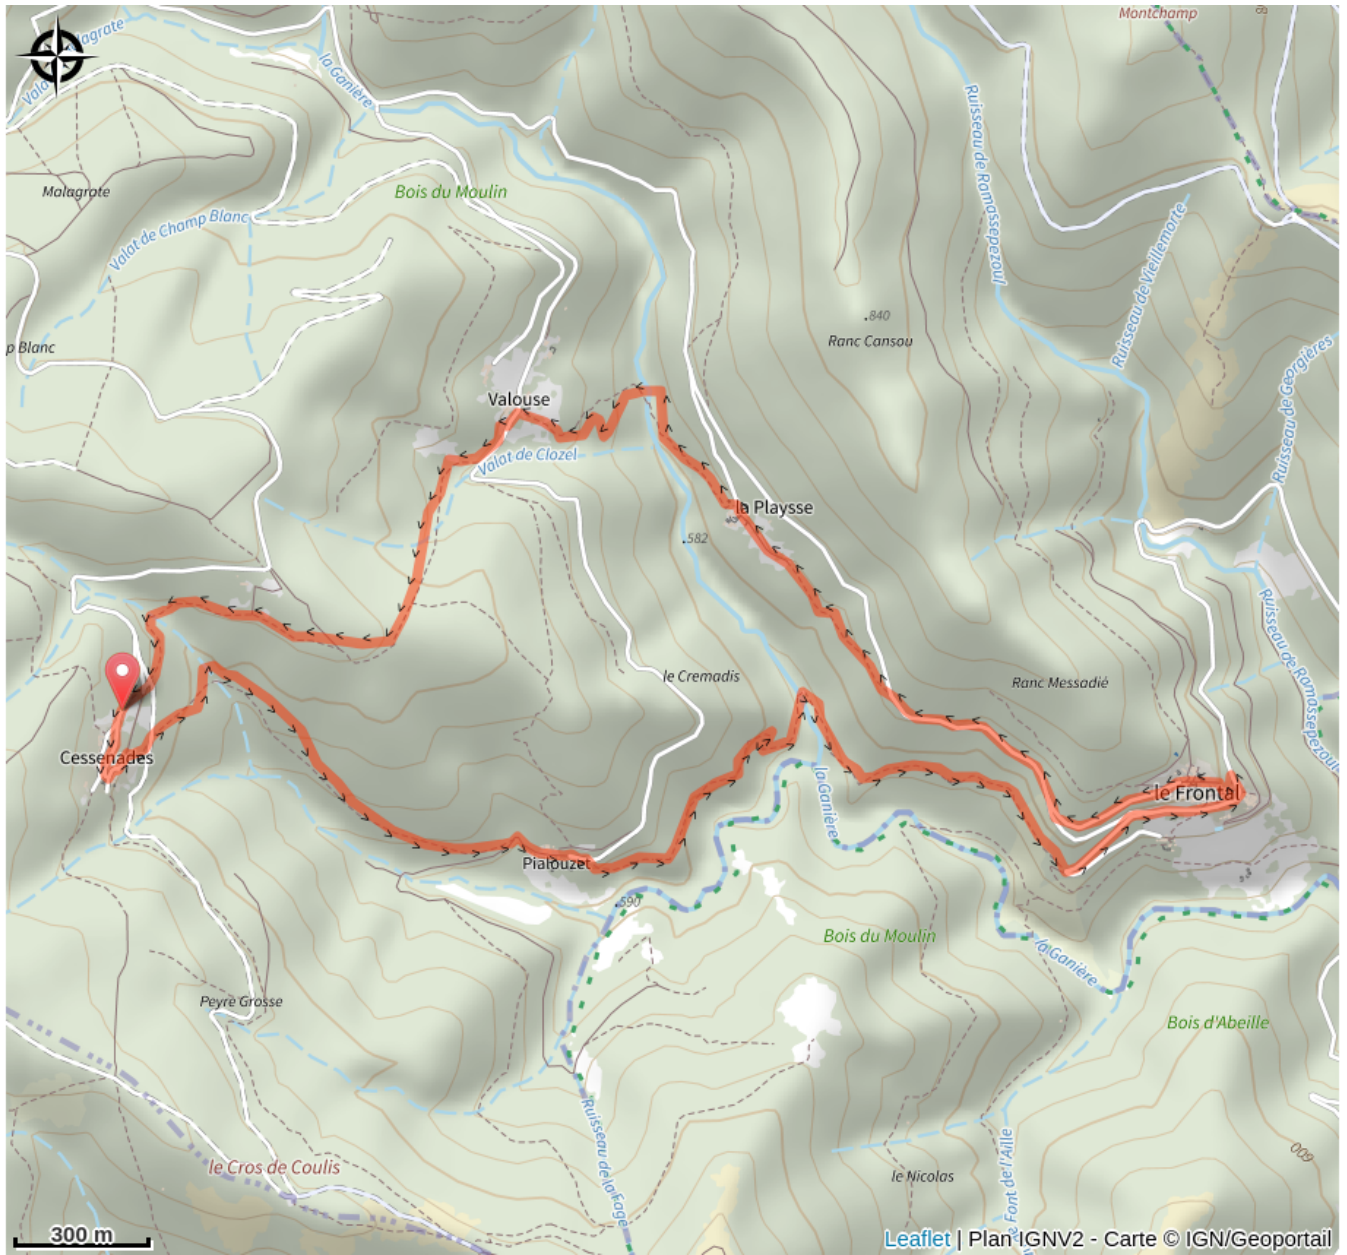 Montchamp
89
Malagrate
Valat
la Ganière
Ruisseau de Ramassepezoul
Malagrate
Bois du Moulin
Valat de Champ Blanc
Ruisseau de Vieillemorte
.840
Ranc Cansou
p Blanc
Ruisseau de Georgières
Valouse
Valat de Clozel
la Playsse
.582
Ruisseau de Ramassepezoul
le Cremadis
Ranc Messadié
Cessenades
le Frontal
la Ganière
Pialouzet
.590
Bois du Moulin
la Ganière
Peyre Grosse
Bois d'Abeille
Ruisseau de la Fage
le Cros de Coulis
le Nicolas
e Font de l'Aille
600
300 m
Leaflet | Plan IGNV2 - Carte © IGN/Geoportail